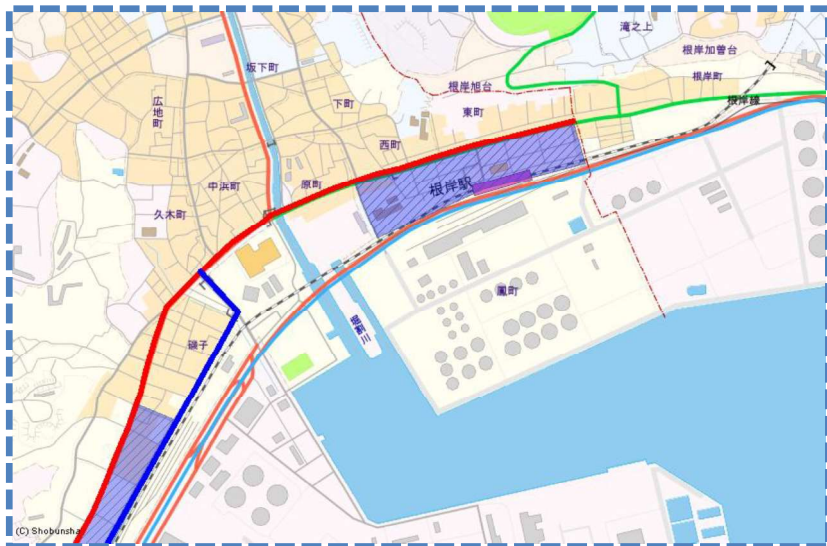 滝之上
根岸加曽台
坂下町
根岸旭台
根岸町
下町
広地町
東町
根岸線
西町
中浜町
原町
根岸駅
久木町
鳳町
堀割川
磯子
(C) Shobunsha